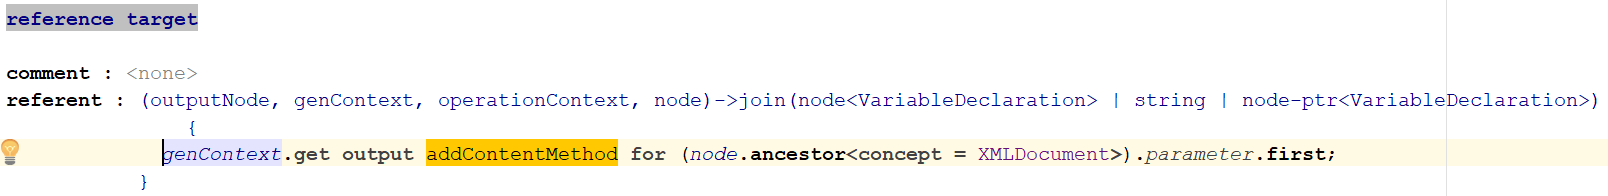 reference target
comment : <none>
referent : (outputNode, genContext, operationContext, node)->join(node<VariableDeclaration> | string | node-ptr<VariableDeclaration>)
{
genContext.get output addContentMethod for (node.ancestor<concept = XMLDocument>).parameter.first;
}